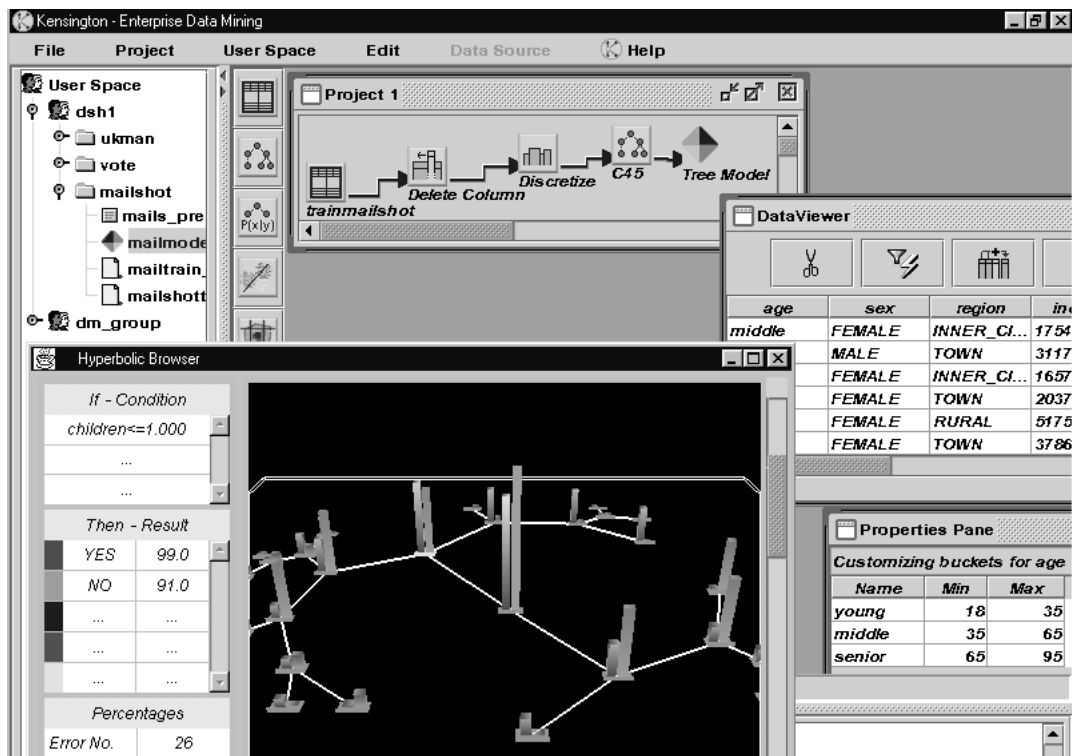 Kensington - Enterprise Data Mining
File Project User Space Edit Data Source Help
User Space
dsh1
ukman
vote
mailshot
mails_pre
mailmode
mailtrain_
mailshott
dm_group
P(x|y)
Project 1
trainmailshot
Delete Column
Discretize
C45
Tree Model
DataViewer
age sex region
middle FEMALE INNER_CI... 1754
MALE TOWN 3117
FEMALE INNER_CI... 1657
FEMALE TOWN 2037
FEMALE RURAL 5175
FEMALE TOWN 3786
Hyperbolic Browser
If - Condition
children<=1.000
...
...
Then - Result
YES 99.0
NO 91.0
... ...
... ...
... ...
Percentages
Error No. 26
Properties Pane
Customizing buckets for age
Name Min Max
young 18 35
middle 35 65
senior 65 95